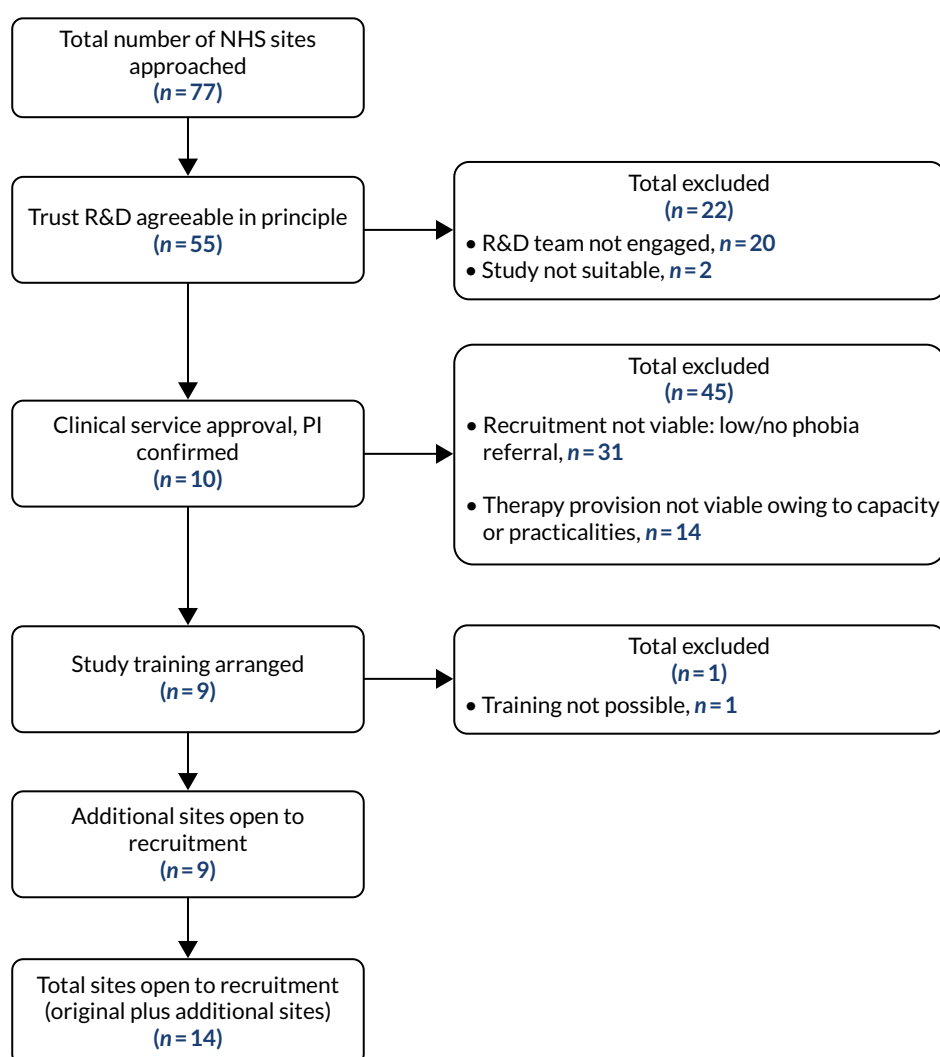 Total number of NHS sites
approached
(n = 77)
Trust R&D agreeable in principle
(n = 55)
Total excluded
(n = 22)
• R&D team not engaged, n = 20
• Study not suitable, n = 2
Clinical service approval, PI
confirmed
(n = 10)
Total excluded
(n = 45)
• Recruitment not viable: low/no phobia
referral, n = 31
• Therapy provision not viable owing to capacity
or practicalities, n = 14
Study training arranged
(n = 9)
Total excluded
(n = 1)
• Training not possible, n = 1
Additional sites open to
recruitment
(n = 9)
Total sites open to recruitment
(original plus additional sites)
(n = 14)